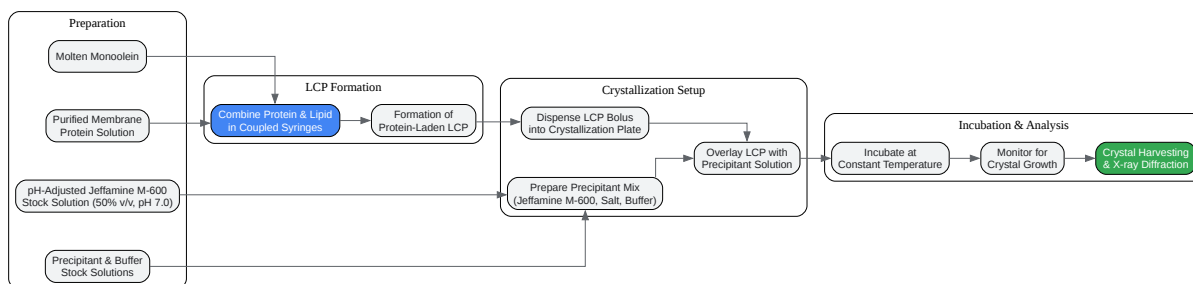 Preparation
Molten Monoolein
Purified Membrane
Protein Solution
pH-Adjusted Jeffamine M-600
Stock Solution (50% v/v, pH 7.0)
Precipitant & Buffer
Stock Solutions
LCP Formation
Combine Protein & Lipid
in Coupled Syringes
Formation of
Protein-Laden LCP
Crystallization Setup
Dispense LCP Bolus
into Crystallization Plate
Overlay LCP with
Precipitant Solution
Prepare Precipitant Mix
(Jeffamine M-600, Salt, Buffer)
Incubation & Analysis
Incubate at
Constant Temperature
Monitor for
Crystal Growth
Crystal Harvesting
& X-ray Diffraction